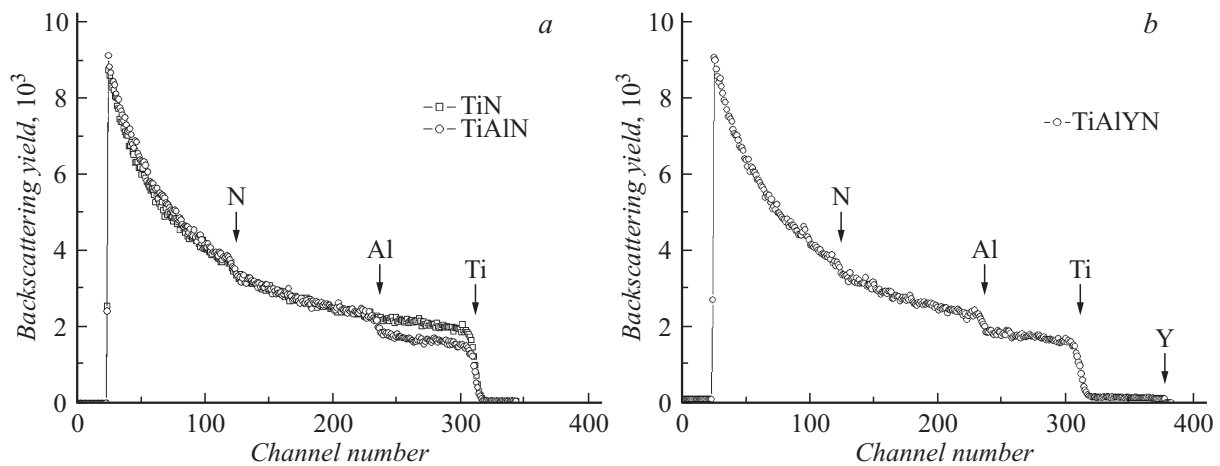 a
Backscattering yield, 10³
10
8
6
4
2
0
TiN
TiAlN
N
Al
Ti
0
100
200
300
400
Channel number
b
Backscattering yield, 10³
10
8
6
4
2
0
TiAlYN
N
Al
Ti
Y
0
100
200
300
400
Channel number